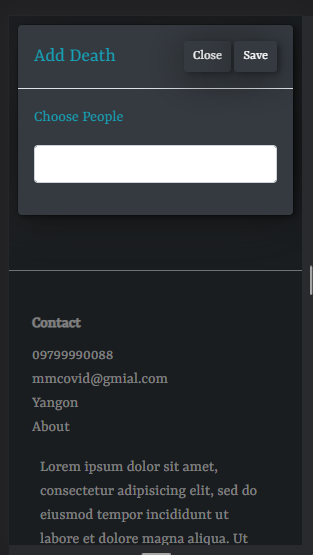 Add Death
Close
Save
Choose People
Contact
09799990088
mmcovid@gmial.com
Yangon
About
Lorem ipsum dolor sit amet,
consectetur adipisicing elit, sed do
eiusmod tempor incididunt ut
labore et dolore magna aliqua. Ut